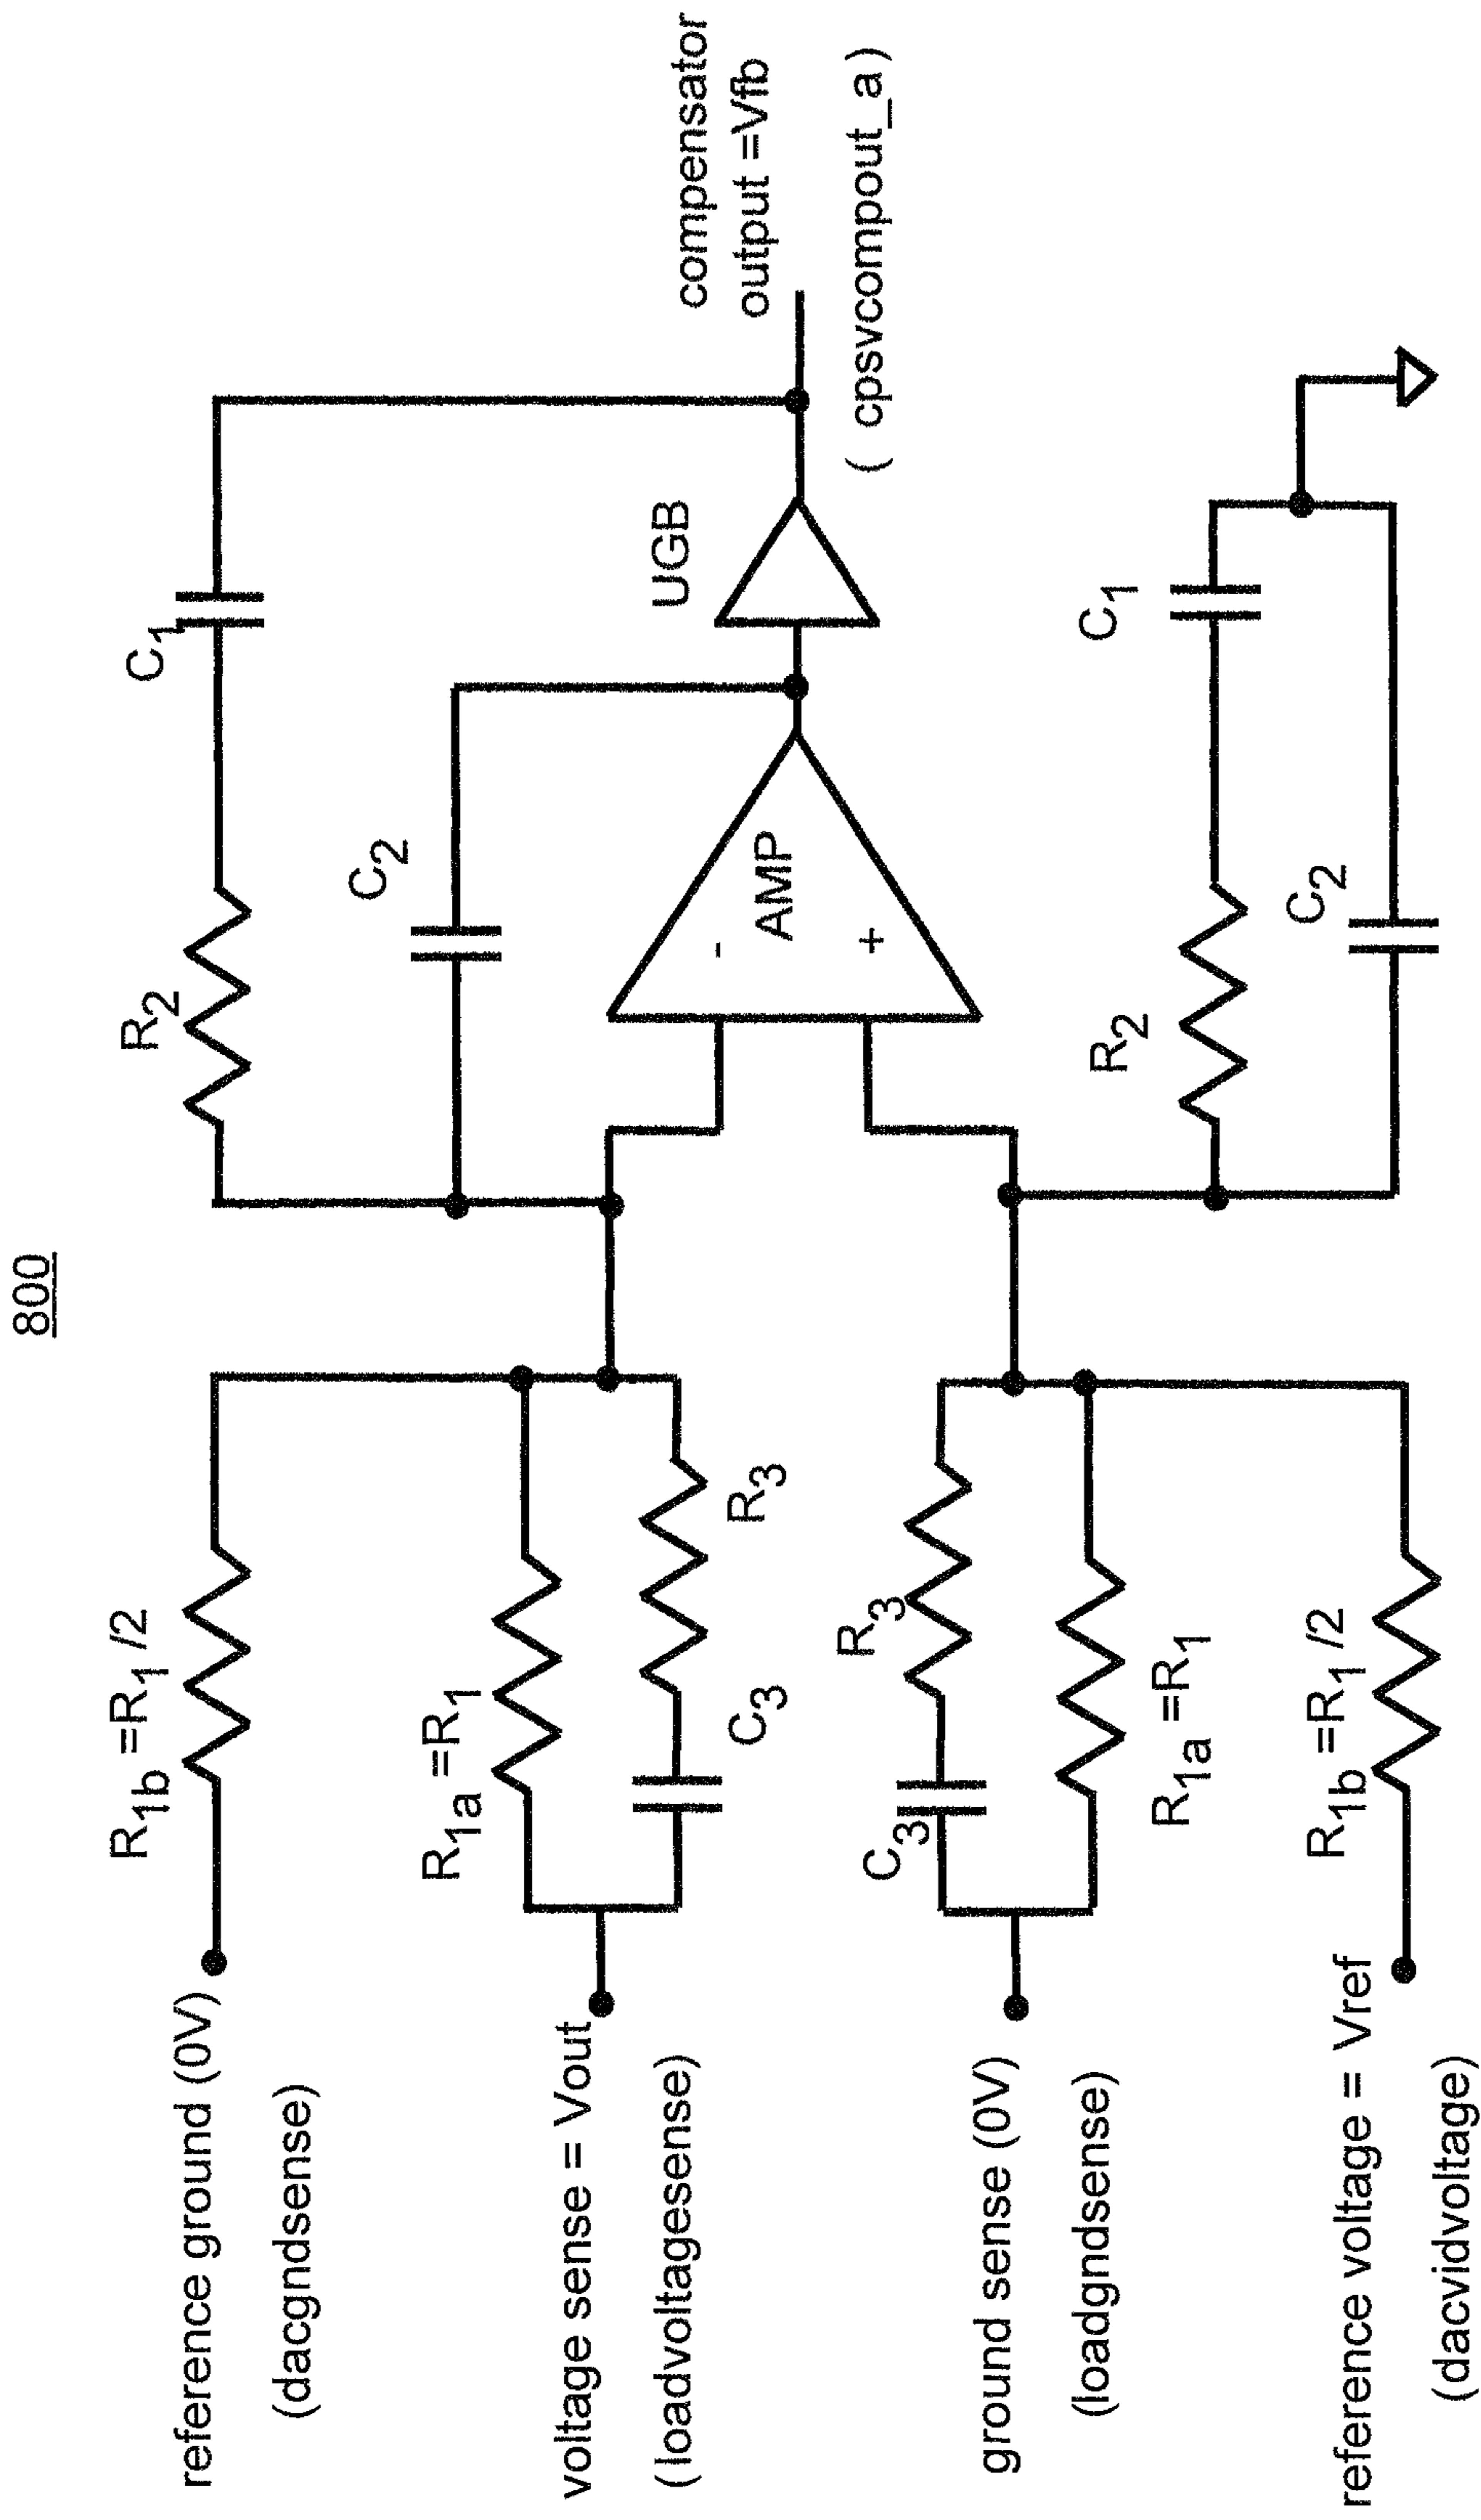 800
reference ground (0V)
(dacgndsense)
R1b =R1 /2
R2
C1
voltage sense = Vout
(loadvoltagesense)
R1a =R1
C3
R3
C2
-
AMP
+
UGB
compensator
output =Vfb
( cpsvcompout_a)
ground sense (0V)
(loadgndsense)
C3
R3
R1a =R1
R2
C1
C2
reference voltage = Vref
(dacvidvoltage)
R1b =R1 /2